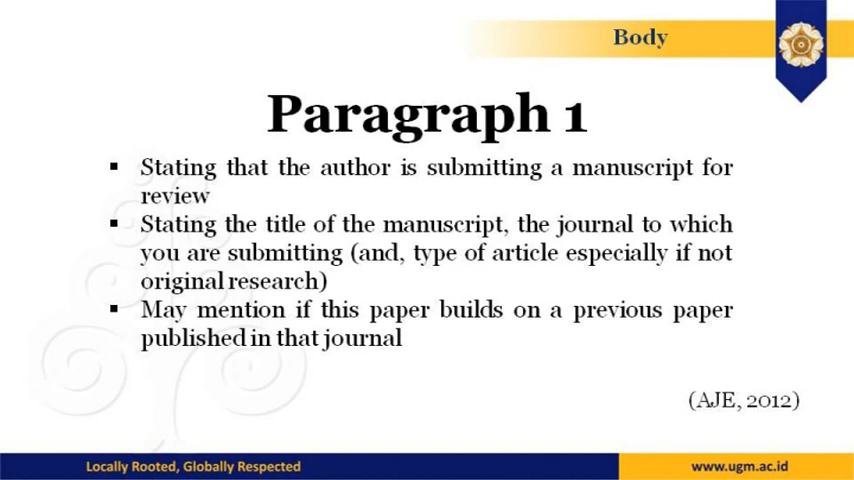 Body
Paragraph 1
▪ Stating that the author is submitting a manuscript for
review
▪ Stating the title of the manuscript, the journal to which
you are submitting (and, type of article especially if not
original research)
▪ May mention if this paper builds on a previous paper
published in that journal
(AJE, 2012)
Locally Rooted, Globally Respected
www.ugm.ac.id